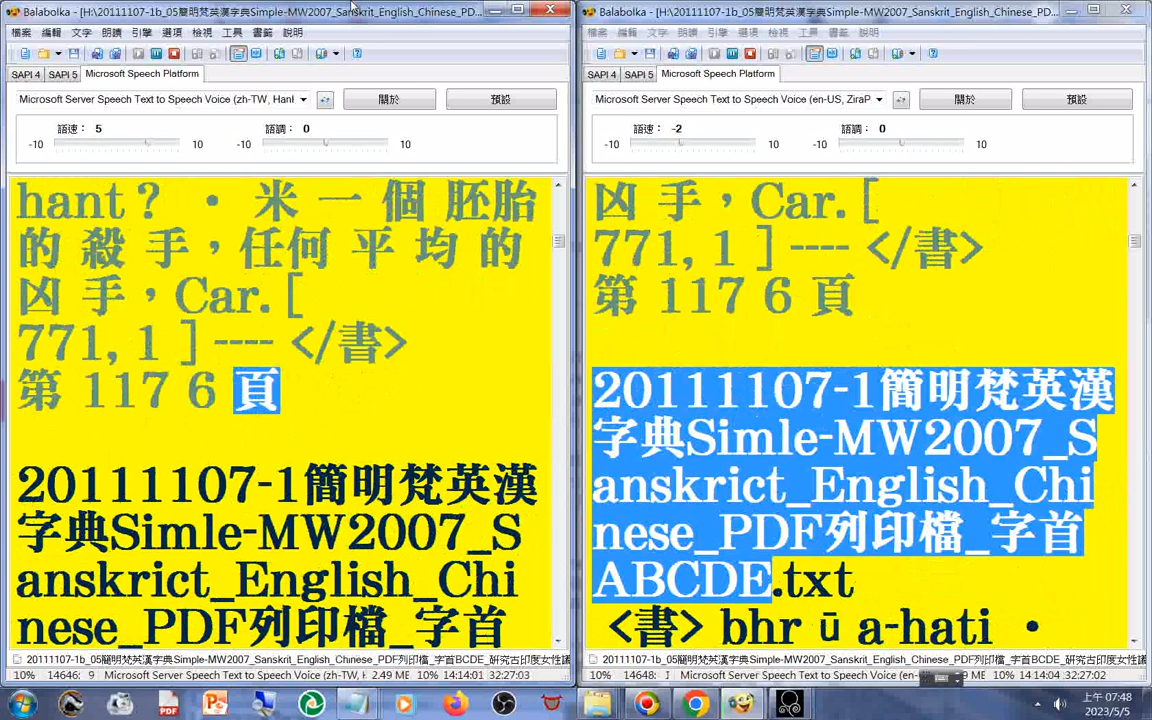 Balabolka - [H:\20111107-1b_05簡明梵英漢字典Simple-MW2007_Sanskrit_English_Chinese_PD...
檔案 編輯 文字 朗讀 引擎 選項 檢視 工具 書籤 說明
SAPI 4 SAPI 5 Microsoft Speech Platform
Microsoft Server Speech Text to Speech Voice (zh-TW, Hanl
關於 預設
語速： 5 語調： 0
-10 10 -10 10
hant？ • 米 一 個 胚胎
的 殺 手，任何 平 均 的
凶 手，Car. [
771, 1 ] ---- </書>
第 117 6 頁
20111107-1簡明梵英漢
字典Simle-MW2007_S
anskrict_English_Chi
nese_PDF列印檔_字首
20111107-1b_05簡明梵英漢字典Simple-MW2007_Sanskrit_English_Chinese_PDF列印檔_字首BCDE_研究古印度女性議
10% 14646: 9 Microsoft Server Speech Text to Speech Voice (zh-TW, H 2.49 ME 10% 14:14:01 32:27:03
Balabolka - [H:\20111107-1b_05簡明梵英漢字典Simple-MW2007_Sanskrit_English_Chinese_PD...
檔案 編輯 文字 朗讀 引擎 選項 檢視 工具 書籤 說明
SAPI 4 SAPI 5 Microsoft Speech Platform
Microsoft Server Speech Text to Speech Voice (en-US, ZiraP
關於 預設
語速： -2 語調： 0
-10 10 -10 10
凶 手，Car. [
771, 1 ] ---- </書>
第 117 6 頁
20111107-1簡明梵英漢
字典Simle-MW2007_S
anskrict_English_Chi
nese_PDF列印檔_字首
ABCDE.txt
<書> bhr ū a-hati •
20111107-1b_05簡明梵英漢字典Simple-MW2007_Sanskrit_English_Chinese_PDF列印檔_字首BCDE_研究古印度女性議
10% 14648: 1 Microsoft Server Speech Text to Speech Voice (en-US, 9 ME 10% 14:14:04 32:27:02
PDF
上午 07:48
2023/5/5